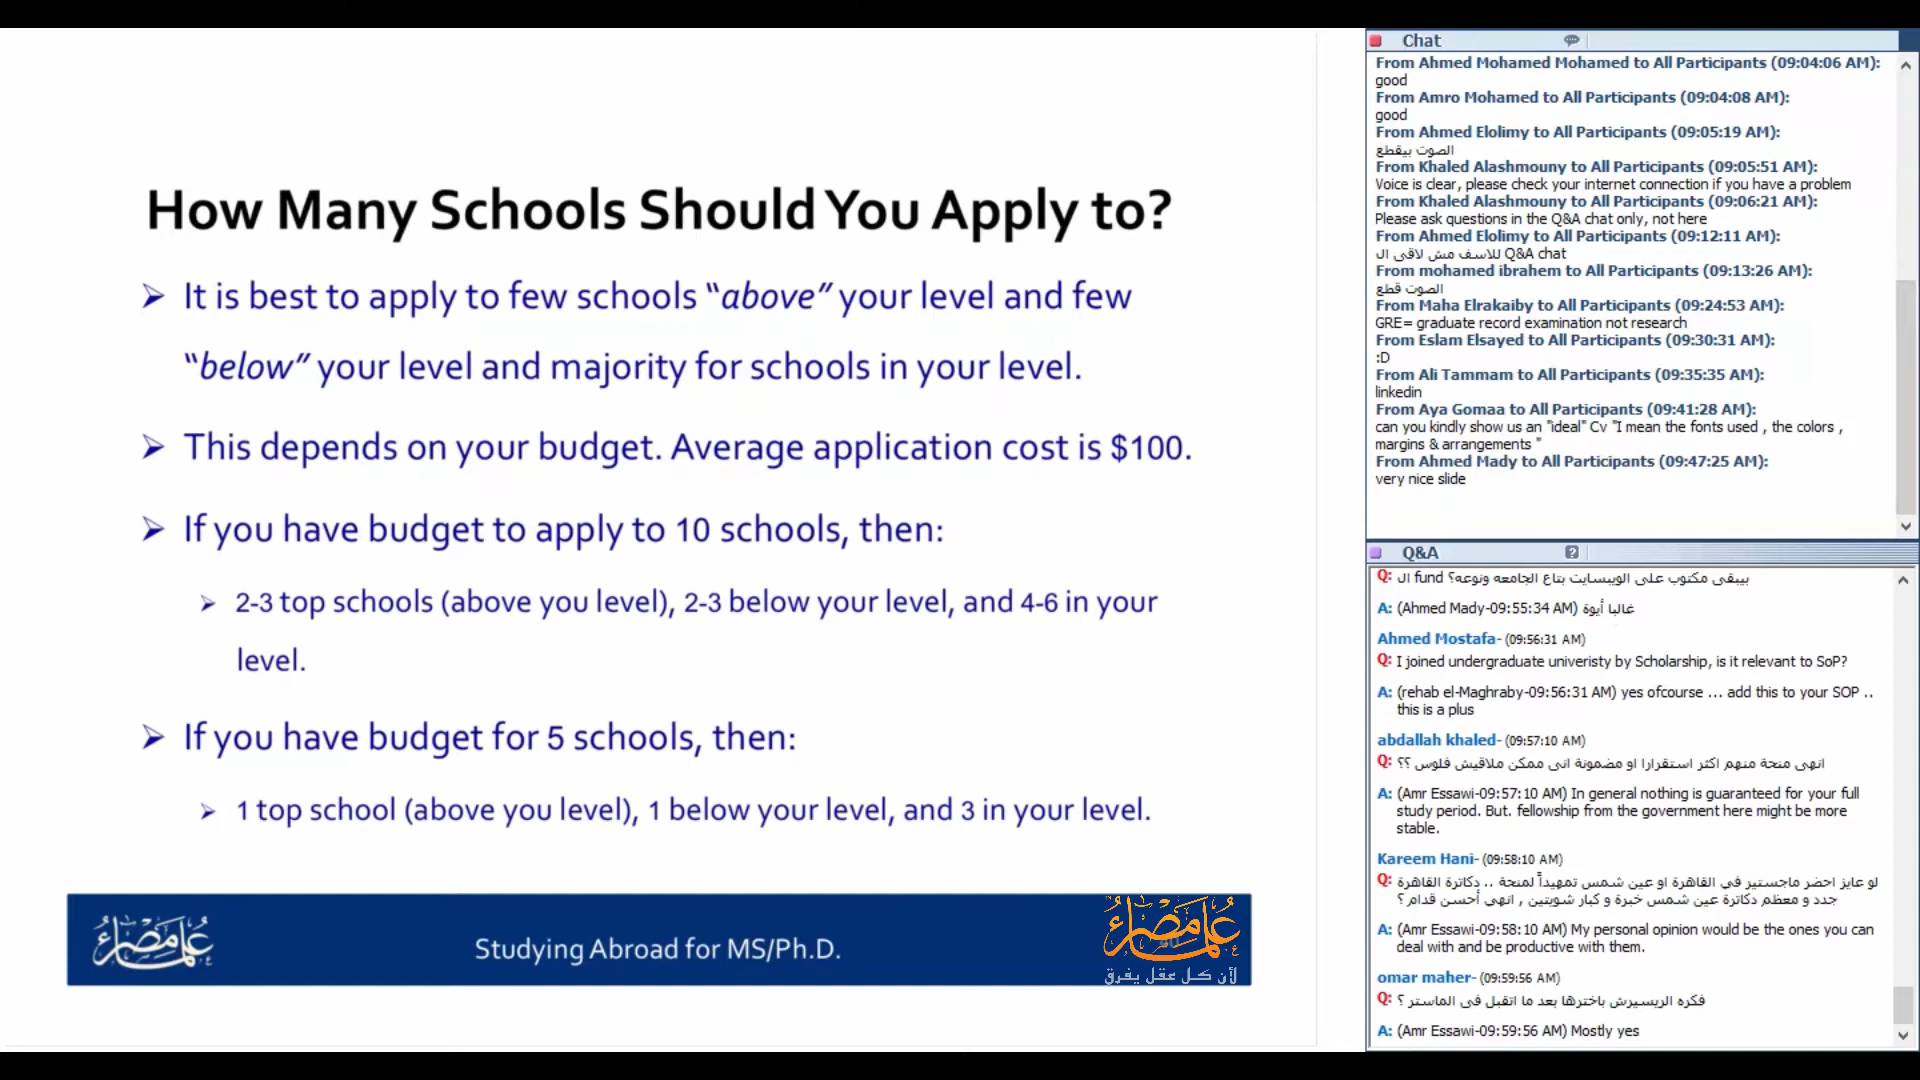 How Many Schools Should You Apply to?
It is best to apply to few schools “above” your level and few
“below” your level and majority for schools in your level.
This depends on your budget. Average application cost is $100.
If you have budget to apply to 10 schools, then:
2-3 top schools (above you level), 2-3 below your level, and 4-6 in your
level.
If you have budget for 5 schools, then:
1 top school (above you level), 1 below your level, and 3 in your level.
علماء مصر
Studying Abroad for MS/Ph.D.
علماء مصر
لأن كل عقل يفرق
Chat
From Ahmed Mohamed Mohamed to All Participants (09:04:06 AM):
good
From Amro Mohamed to All Participants (09:04:08 AM):
good
From Ahmed Elolimy to All Participants (09:05:19 AM):
الصوت بيقطع
From Khaled Alashmouny to All Participants (09:05:51 AM):
Voice is clear, please check your internet connection if you have a problem
From Khaled Alashmouny to All Participants (09:06:21 AM):
Please ask questions in the Q&A chat only, not here
From Ahmed Elolimy to All Participants (09:12:11 AM):
للاسف مش لاقى ال Q&A chat
From mohamed ibrahem to All Participants (09:13:26 AM):
الصوت قطع
From Maha Elrakaiby to All Participants (09:24:53 AM):
GRE= graduate record examination not research
From Eslam Elsayed to All Participants (09:30:31 AM):
:D
From Ali Tammam to All Participants (09:35:35 AM):
linkedin
From Aya Gomaa to All Participants (09:41:28 AM):
can you kindly show us an "ideal" Cv "I mean the fonts used , the colors ,
margins & arrangements "
From Ahmed Mady to All Participants (09:47:25 AM):
very nice slide
Q&A
Q: ال fund بيبقى مكتوب على الويبسايت بتاع الجامعه ونوعه؟
A: (Ahmed Mady-09:55:34 AM) غالبا أيوة
Ahmed Mostafa- (09:56:31 AM)
Q: I joined undergraduate univeristy by Scholarship, is it relevant to SoP?
A: (rehab el-Maghraby-09:56:31 AM) yes ofcourse ... add this to your SOP ..
this is a plus
abdallah khaled- (09:57:10 AM)
Q: انهى منحة منهم اكثر استقرارا او مضمونة انى ممكن ملاقيش فلوس ؟؟
A: (Amr Essawi-09:57:10 AM) In general nothing is guaranteed for your full
study period. But. fellowship from the government here might be more
stable.
Kareem Hani- (09:58:10 AM)
Q: لو عايز احضر ماجستير في القاهرة او عين شمس تمهيداً لمنحة .. دكاترة القاهرة
جدد و معظم دكاترة عين شمس خبرة و كبار شويتين , انهي أحسن قدام ؟
A: (Amr Essawi-09:58:10 AM) My personal opinion would be the ones you can
deal with and be productive with them.
omar maher- (09:59:56 AM)
Q: فكره الريسيرش باخترها بعد ما اتقبل فى الماستر ؟
A: (Amr Essawi-09:59:56 AM) Mostly yes